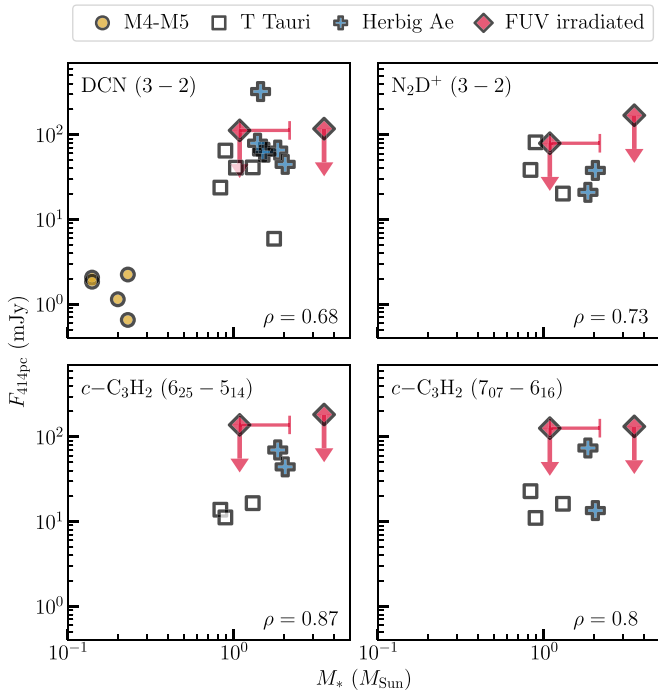 M4-M5 T Tauri Herbig Ae FUV irradiated
DCN (3 − 2)
N₂D⁺ (3 − 2)
10²
10¹
10⁰
ρ = 0.68
ρ = 0.73
F₄₁₄pc (mJy)
c−C₃H₂ (6₂₅ − 5₁₄)
c−C₃H₂ (7₀₇ − 6₁₆)
10²
10¹
10⁰
ρ = 0.87
ρ = 0.8
10⁻¹ 10⁰ 10⁻¹ 10⁰
M* (M_Sun)